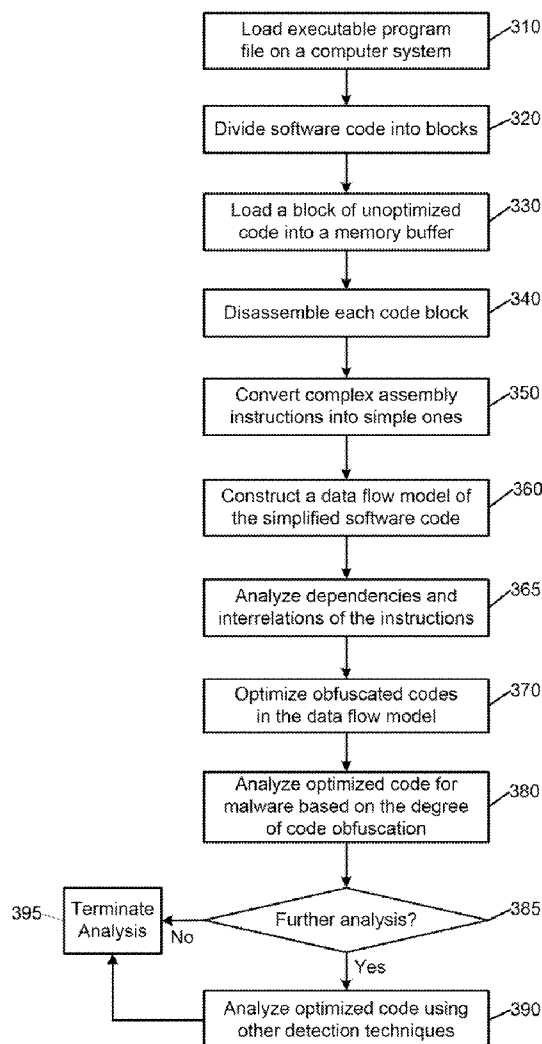 Load executable program
file on a computer system
310
Divide software code into blocks
320
Load a block of unoptimized
code into a memory buffer
330
Disassemble each code block
340
Convert complex assembly
instructions into simple ones
350
Construct a data flow model of
the simplified software code
360
Analyze dependencies and
interrelations of the instructions
365
Optimize obfuscated codes
in the data flow model
370
Analyze optimized code for
malware based on the degree
of code obfuscation
380
395
Terminate
Analysis
No
Further analysis?
385
Yes
Analyze optimized code using
other detection techniques
390